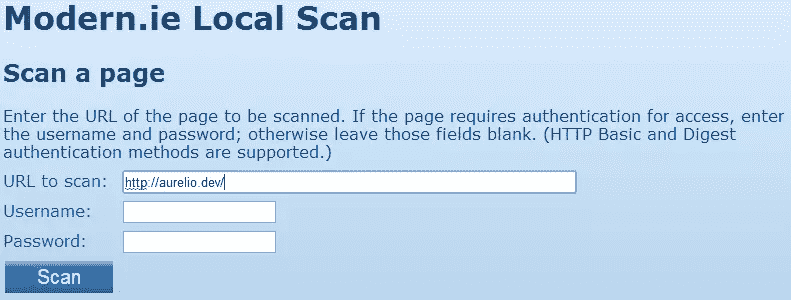 Modern.ie Local Scan
Scan a page
Enter the URL of the page to be scanned. If the page requires authentication for access, enter
the username and password; otherwise leave those fields blank. (HTTP Basic and Digest
authentication methods are supported.)
URL to scan: http://aurelio.dev/
Username:
Password:
Scan